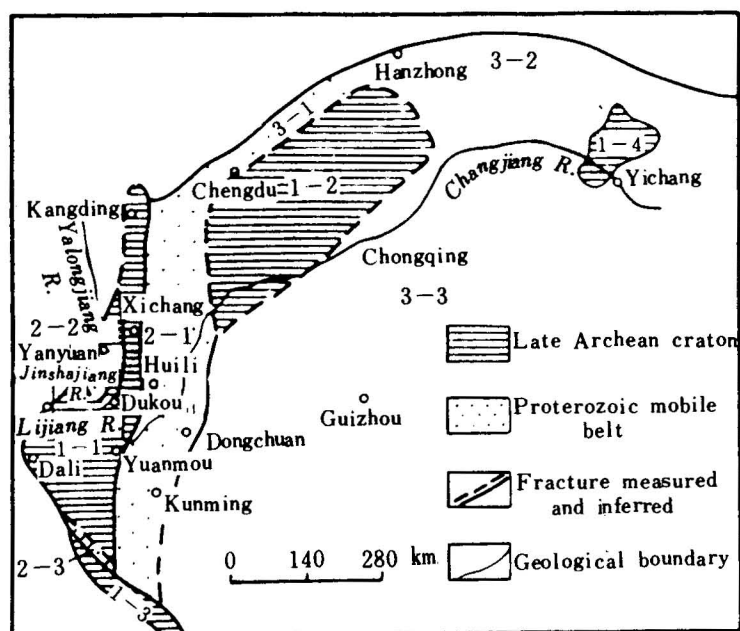 Hanzhong
3-2
3-1
1-4
Chengdu
1-2
Changjiang R.
Yichang
Kangding
Yalongjiang
R.
Chongqing
3-3
Xichang
2-2
2-1
Late Archean craton
Yanyuan
Jinshajiang
R.
Huili
Dukou
Guizhou
Proterozoic mobile
belt
Lijiang R.
Dongchuan
1-1
Dali
Yuanmou
Kunming
Fracture measured
and inferred
2-3
1-3
0 140 280 km
Geological boundary